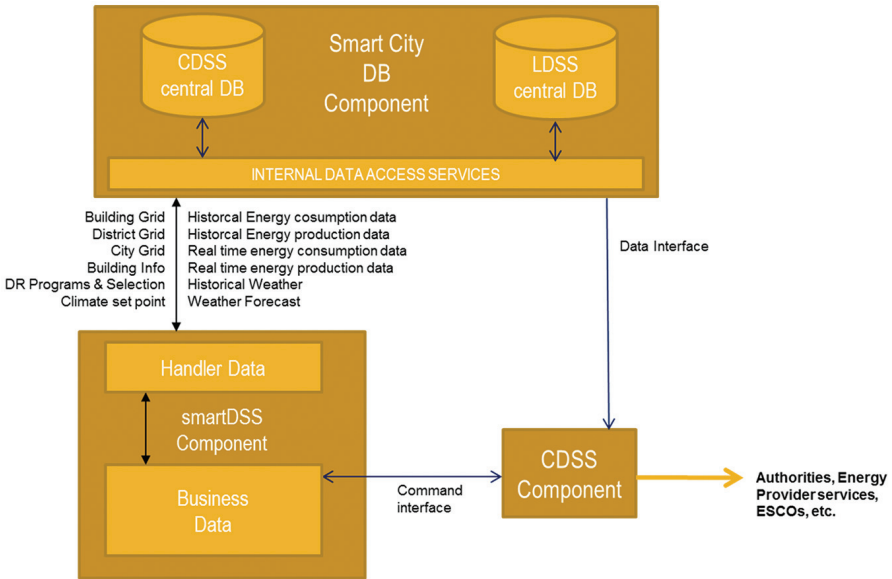 CDSS
central DB
Smart City
DB
Component
LDSS
central DB
INTERNAL DATA ACCESS SERVICES
Building Grid
District Grid
City Grid
Building Info
DR Programs & Selection
Climate set point
Historcal Energy cosumption data
Historcal Energy production data
Real time energy consumption data
Real time energy production data
Historical Weather
Weather Forecast
Data Interface
Handler Data
smartDSS
Component
Business
Data
Command
interface
CDSS
Component
Authorities, Energy
Provider services,
ESCOs, etc.